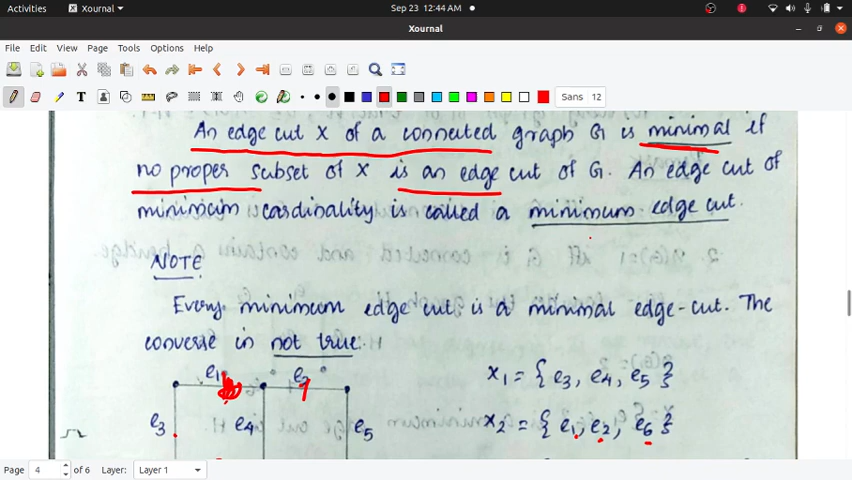 Activities
Xournal
Sep 23 12:44 AM
Xournal
File Edit View Page Tools Options Help
Sans 12
An edge cut X of a connected graph G is minimal if
no proper subset of X is an edge cut of G. An edge cut of
minimum cardinality is called a minimum edge cut.
NOTE
Every minimum edge cut is a minimal edge-cut. The
converse is not true.
e1 e2
x1 = { e3, e4, e5 }
e3 e4 e5
x2 = { e1, e2, e6 }
Page 4 of 6 Layer: Layer 1